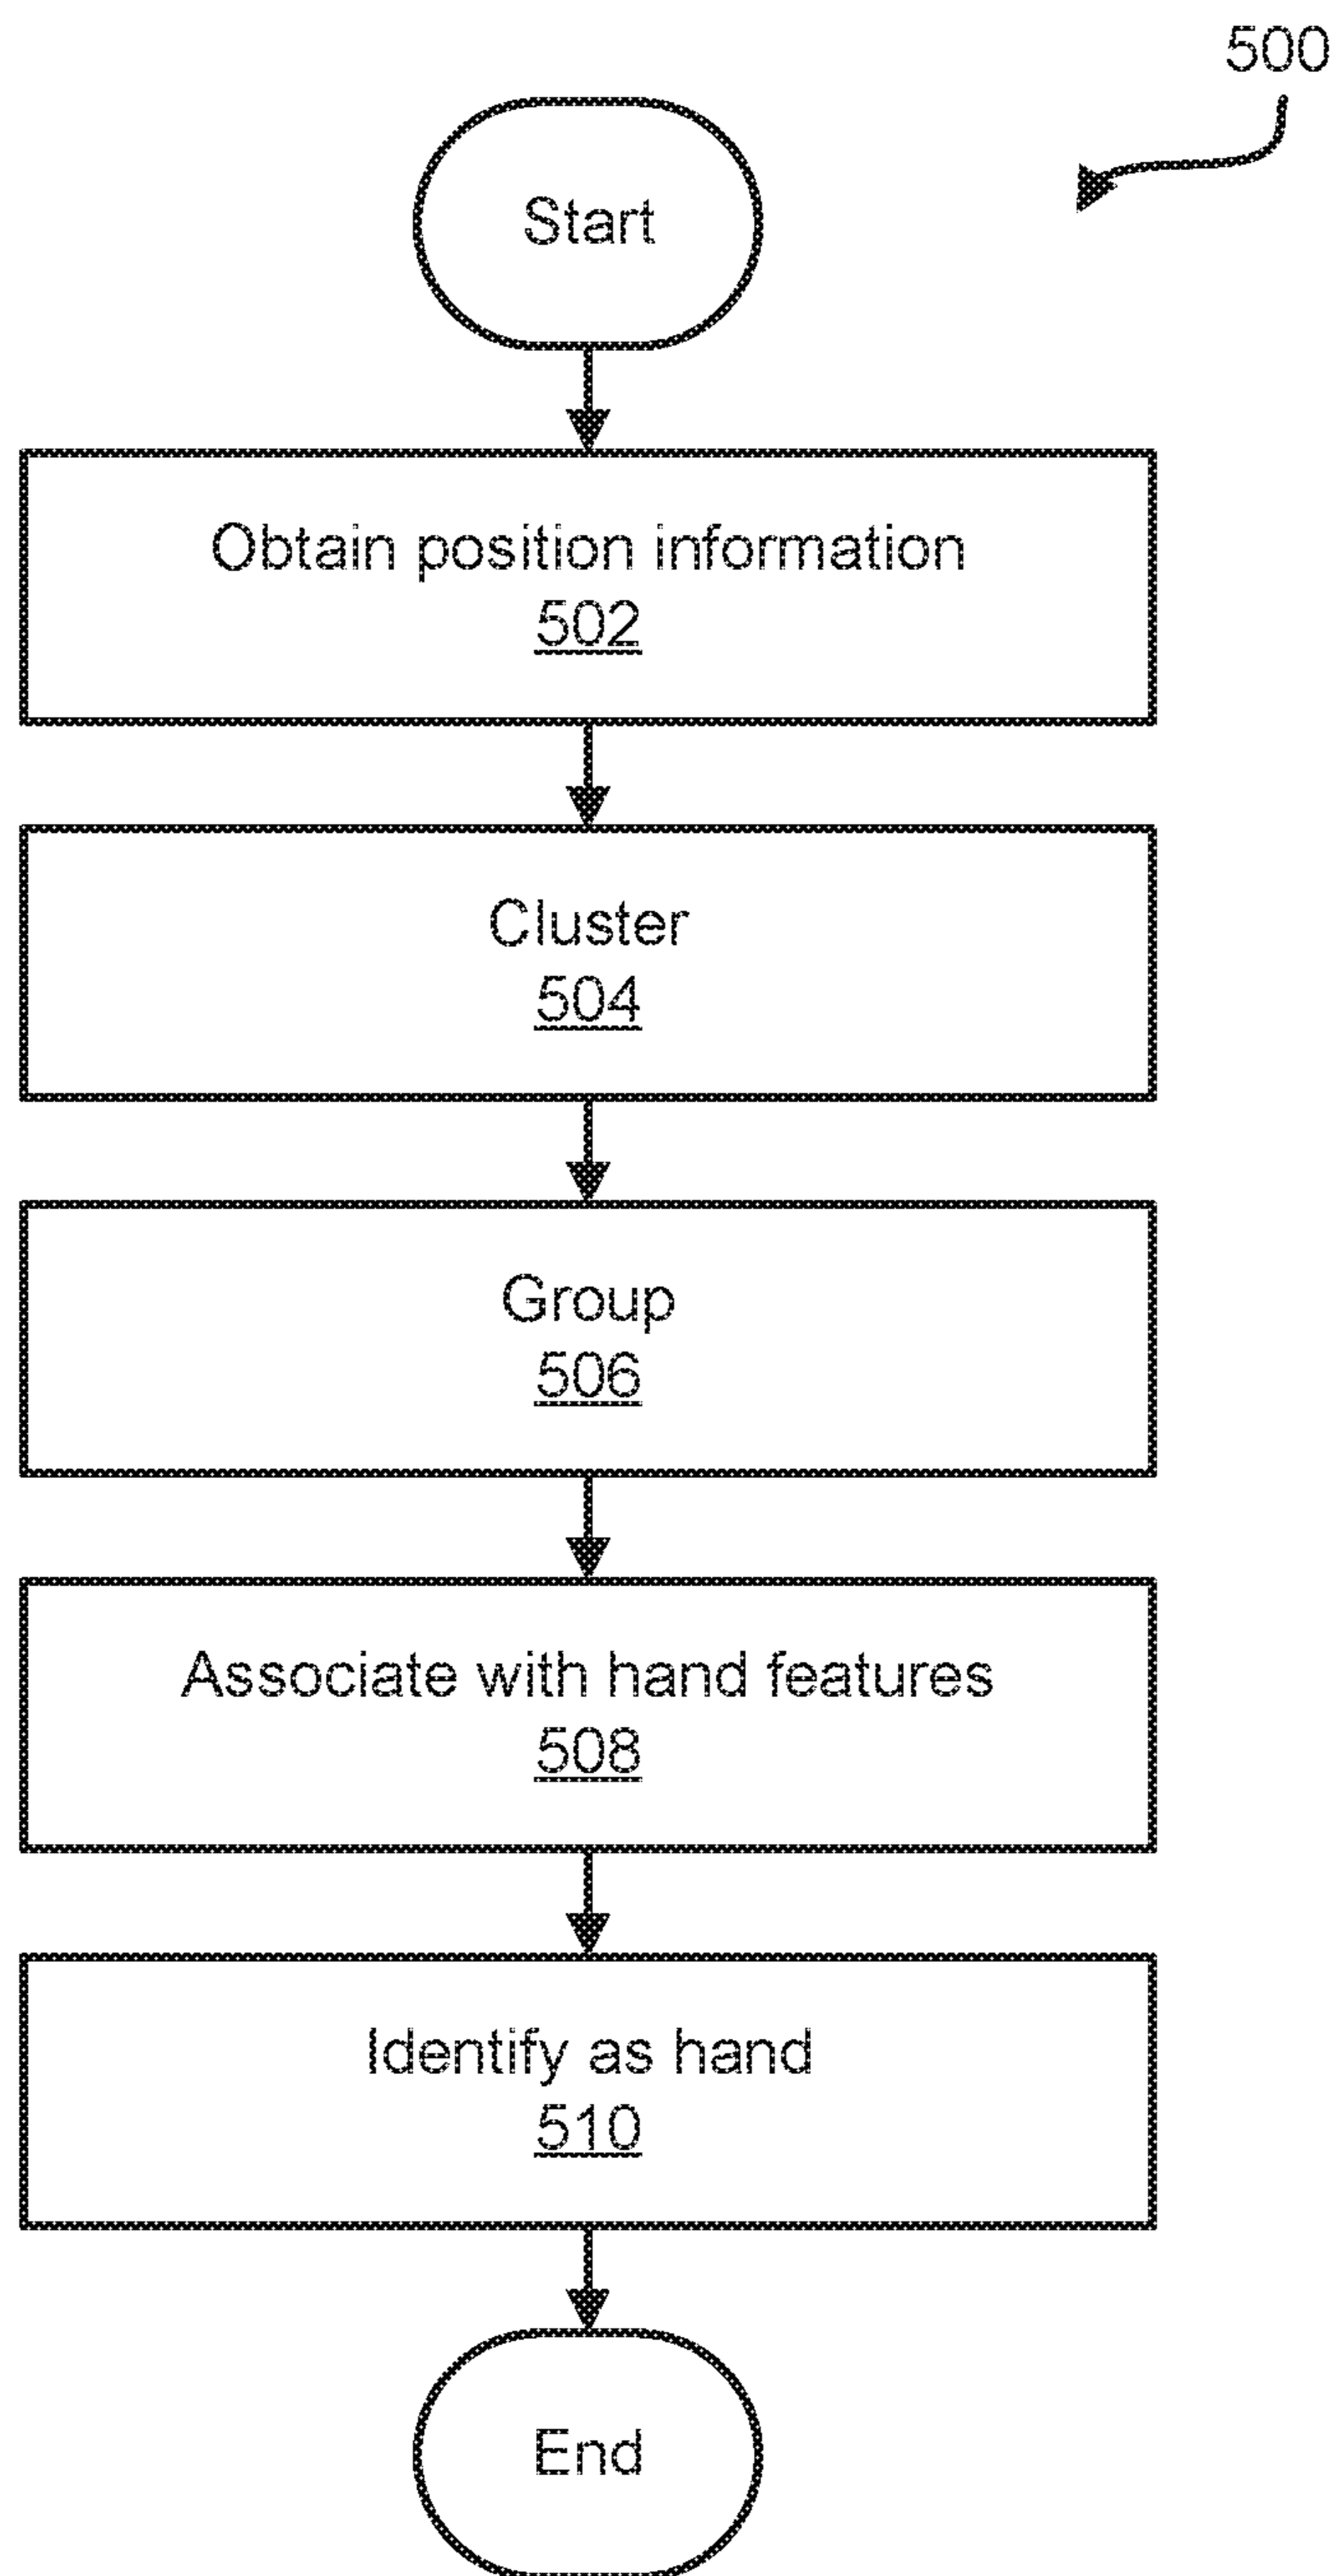 500
Start
Obtain position information
502
Cluster
504
Group
506
Associate with hand features
508
Identify as hand
510
End